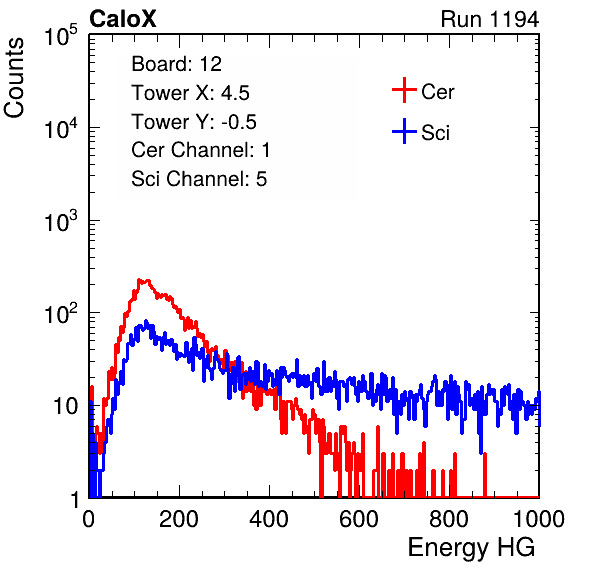 CaloX Run 1194
Counts
10^5
10^4
10^3
10^2
10
1
Board: 12
Tower X: 4.5
Tower Y: -0.5
Cer Channel: 1
Sci Channel: 5
Cer
Sci
0 200 400 600 800 1000
Energy HG